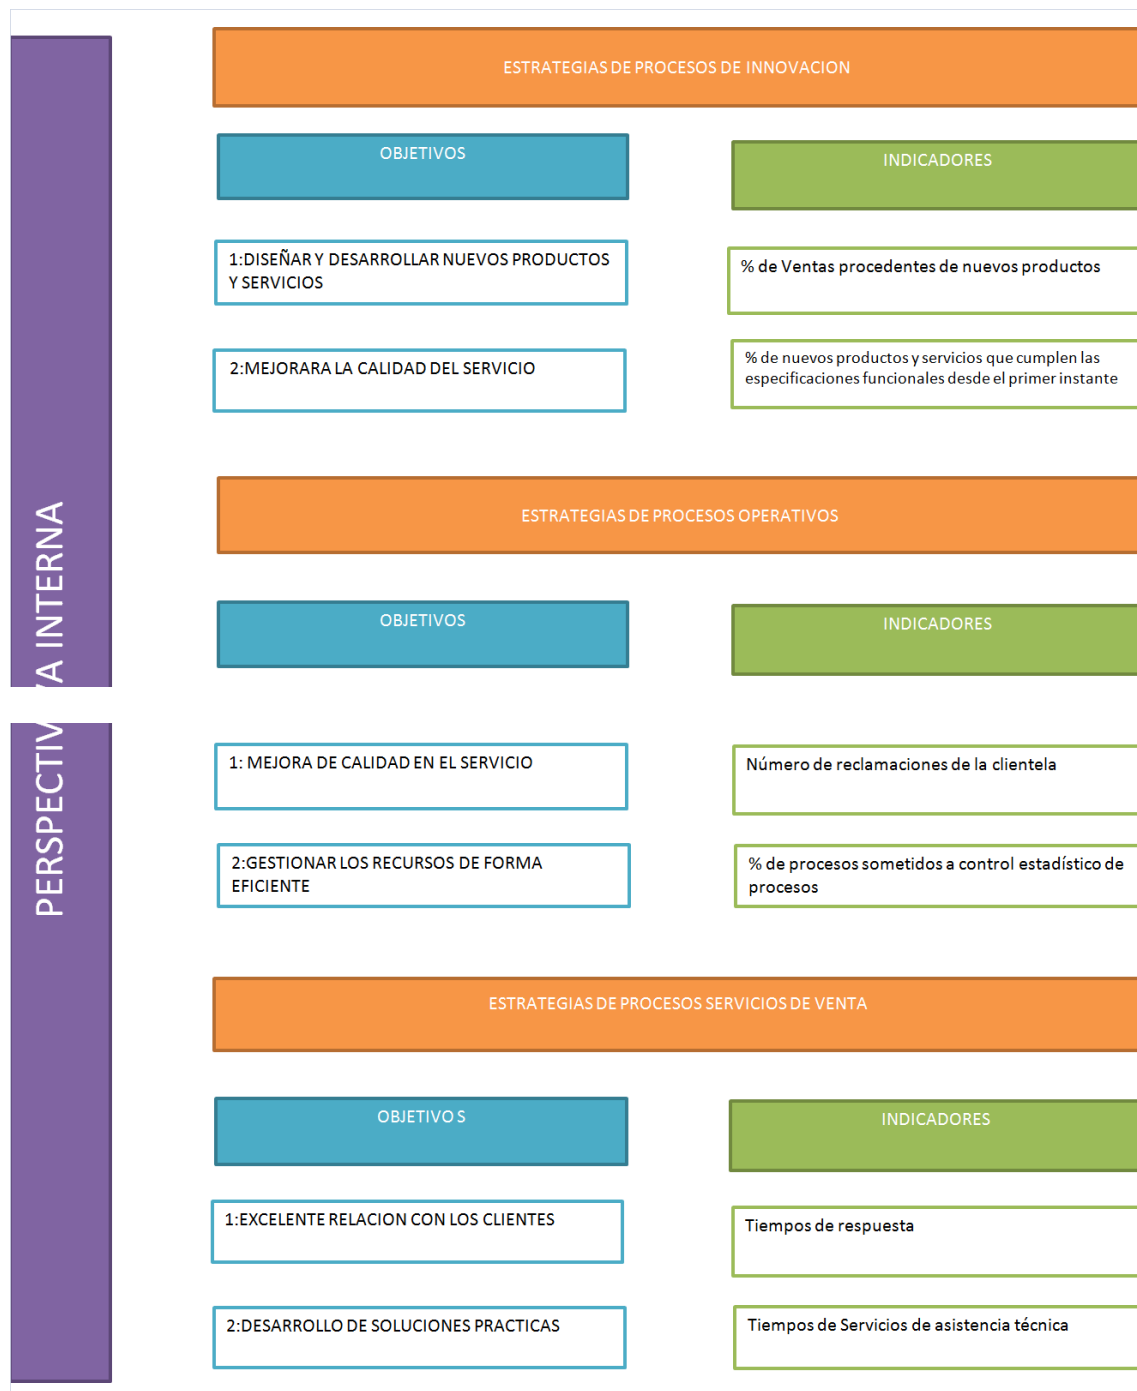 PERSPECTIVA INTERNA
ESTRATEGIAS DE PROCESOS DE INNOVACION
OBJETIVOS
INDICADORES
1:DISEÑAR Y DESARROLLAR NUEVOS PRODUCTOS
Y SERVICIOS
% de Ventas procedentes de nuevos productos
2:MEJORARA LA CALIDAD DEL SERVICIO
% de nuevos productos y servicios que cumplen las
especificaciones funcionales desde el primer instante
ESTRATEGIAS DE PROCESOS OPERATIVOS
OBJETIVOS
INDICADORES
1: MEJORA DE CALIDAD EN EL SERVICIO
Número de reclamaciones de la clientela
2:GESTIONAR LOS RECURSOS DE FORMA
EFICIENTE
% de procesos sometidos a control estadístico de
procesos
ESTRATEGIAS DE PROCESOS SERVICIOS DE VENTA
OBJETIVO S
INDICADORES
1:EXCELENTE RELACION CON LOS CLIENTES
Tiempos de respuesta
2:DESARROLLO DE SOLUCIONES PRACTICAS
Tiempos de Servicios de asistencia técnica